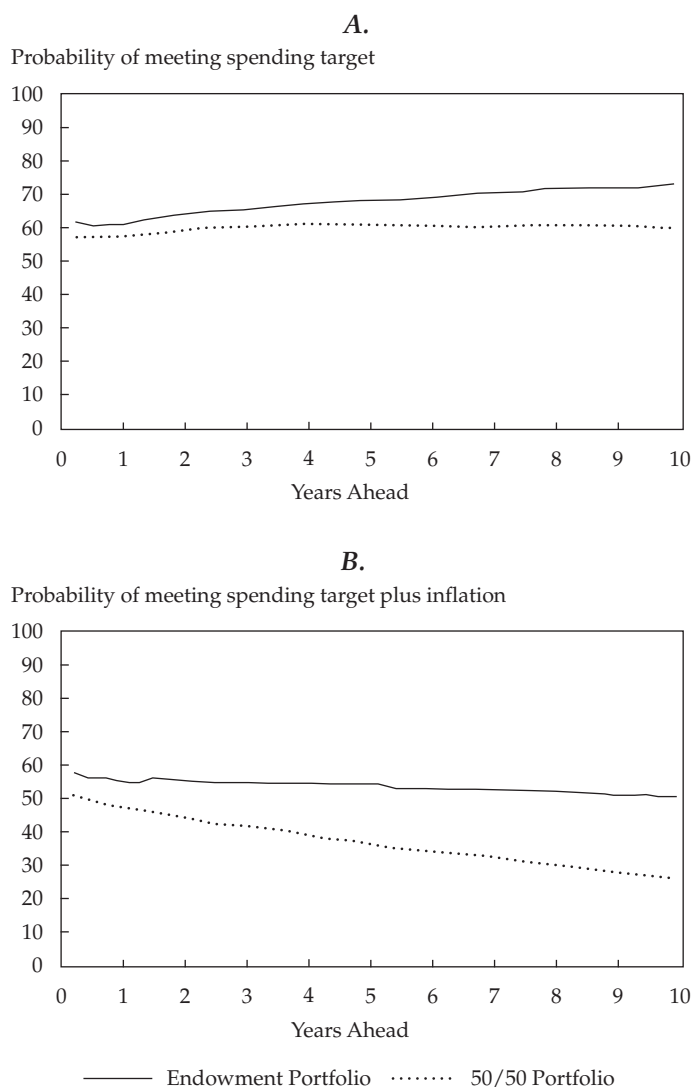 A.
Probability of meeting spending target
100
90
80
70
60
50
40
30
20
10
0
0 1 2 3 4 5 6 7 8 9 10
Years Ahead
B.
Probability of meeting spending target plus inflation
100
90
80
70
60
50
40
30
20
10
0
0 1 2 3 4 5 6 7 8 9 10
Years Ahead
Endowment Portfolio 50/50 Portfolio